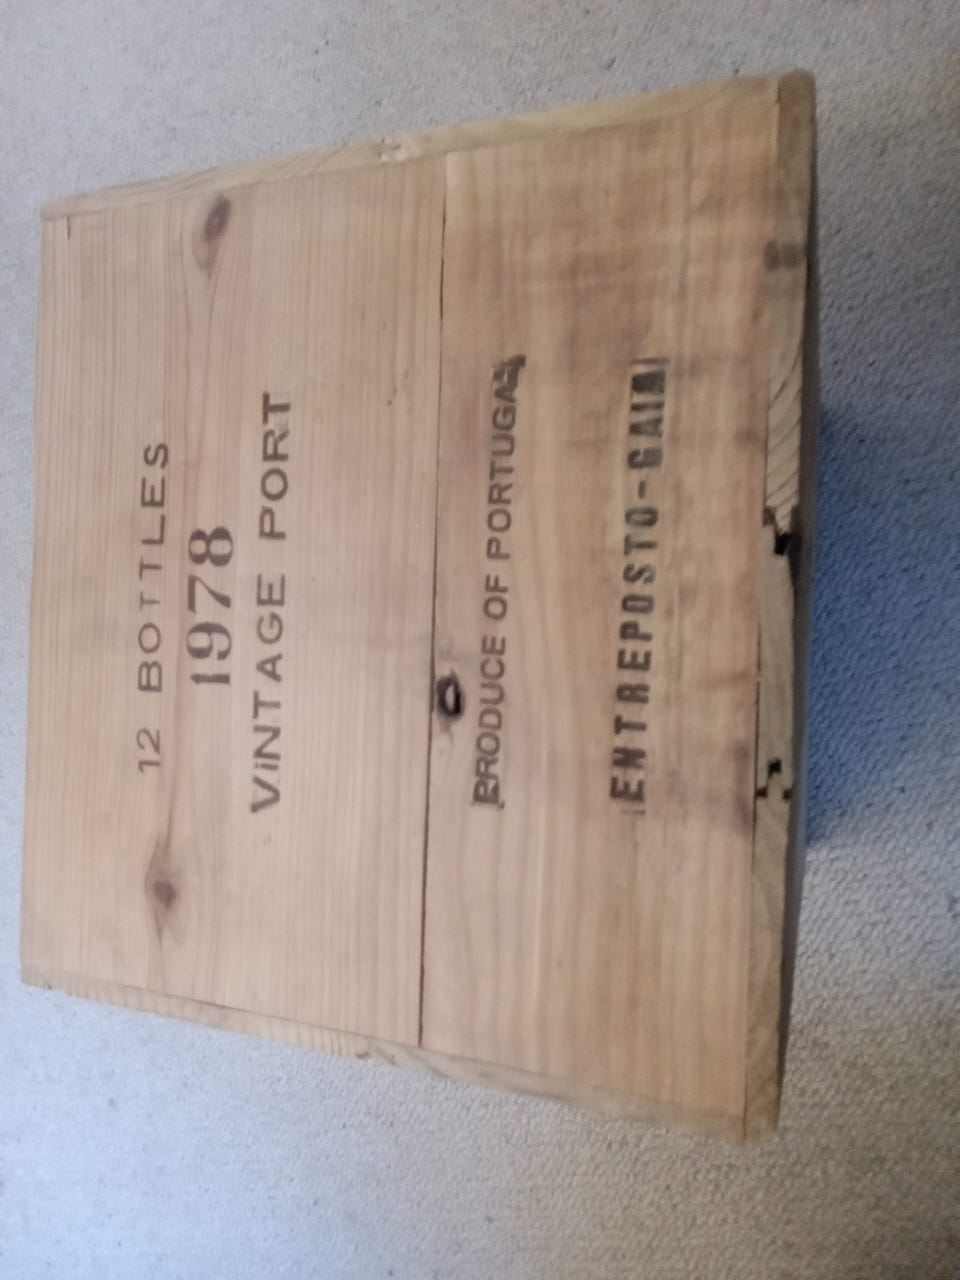 12 BOTTLES
1978
VINTAGE PORT
PRODUCE OF PORTUGAL
ENTREPOSTO-GAIA